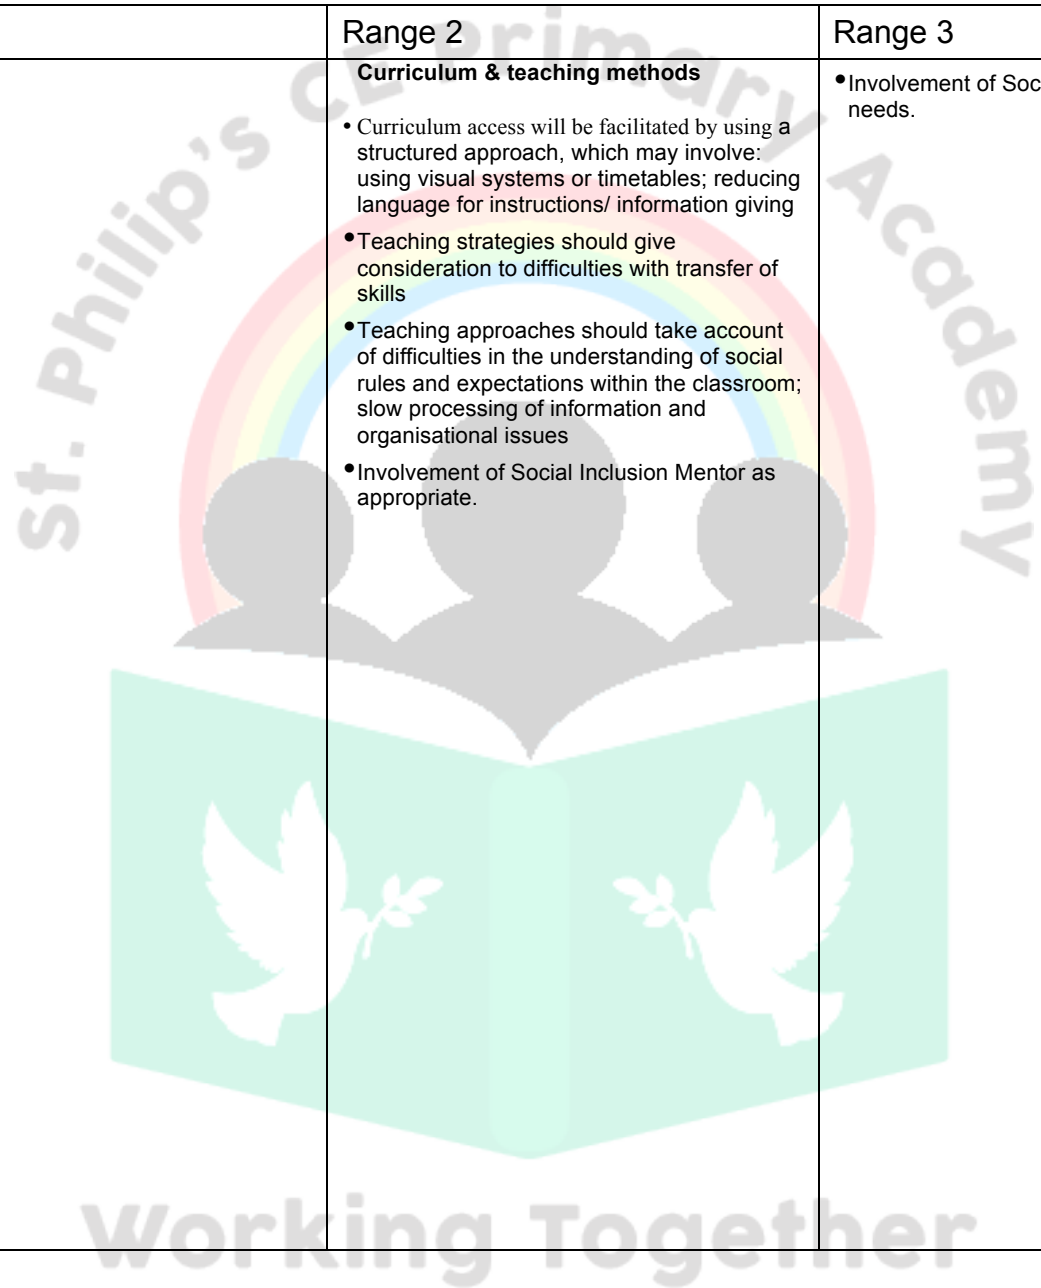 Range 2
Curriculum & teaching methods
• Curriculum access will be facilitated by using a
structured approach, which may involve:
using visual systems or timetables; reducing
language for instructions/ information giving
•Teaching strategies should give
consideration to difficulties with transfer of
skills
•Teaching approaches should take account
of difficulties in the understanding of social
rules and expectations within the classroom;
slow processing of information and
organisational issues
•Involvement of Social Inclusion Mentor as
appropriate.
Range 3
•Involvement of Soc
needs.
St. Philip's CE Primary Academy
Working Together